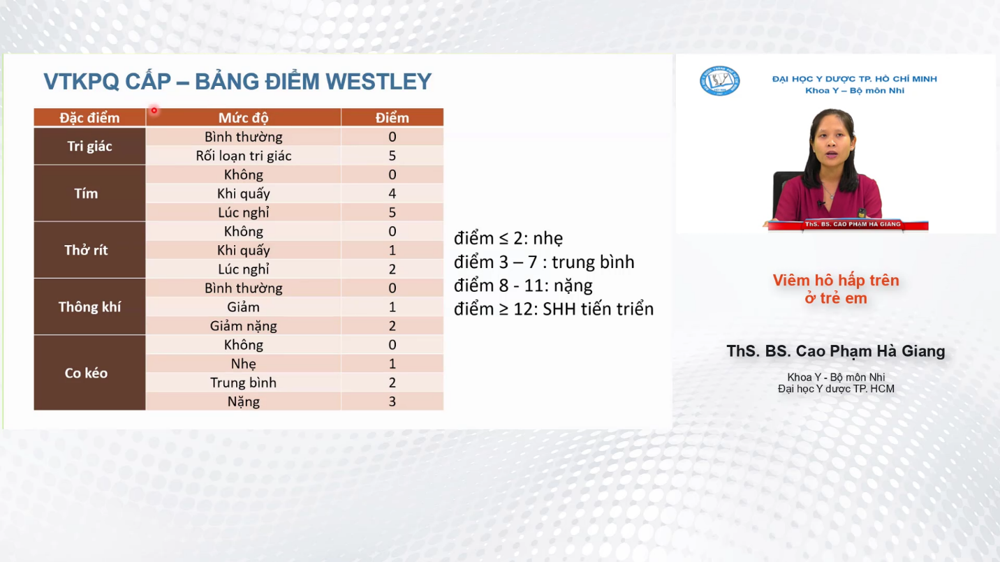 VTKPQ CẤP – BẢNG ĐIỂM WESTLEY
Đặc điểm Mức độ Điểm
Tri giác
Bình thường 0
Rối loạn tri giác 5
Tím
Không 0
Khi quấy 4
Lúc nghỉ 5
Thở rít
Không 0
Khi quấy 1
Lúc nghỉ 2
Thông khí
Bình thường 0
Giảm 1
Giảm nặng 2
Co kéo
Không 0
Nhẹ 1
Trung bình 2
Nặng 3
điểm ≤ 2: nhẹ
điểm 3 – 7 : trung bình
điểm 8 - 11: nặng
điểm ≥ 12: SHH tiến triển
ĐẠI HỌC Y DƯỢC TP. HỒ CHÍ MINH
Khoa Y – Bộ môn Nhi
ThS. BS. CAO PHẠM HÀ GIANG
Viêm hô hấp trên
ở trẻ em
ThS. BS. Cao Phạm Hà Giang
Khoa Y - Bộ môn Nhi
Đại học Y dược TP. HCM